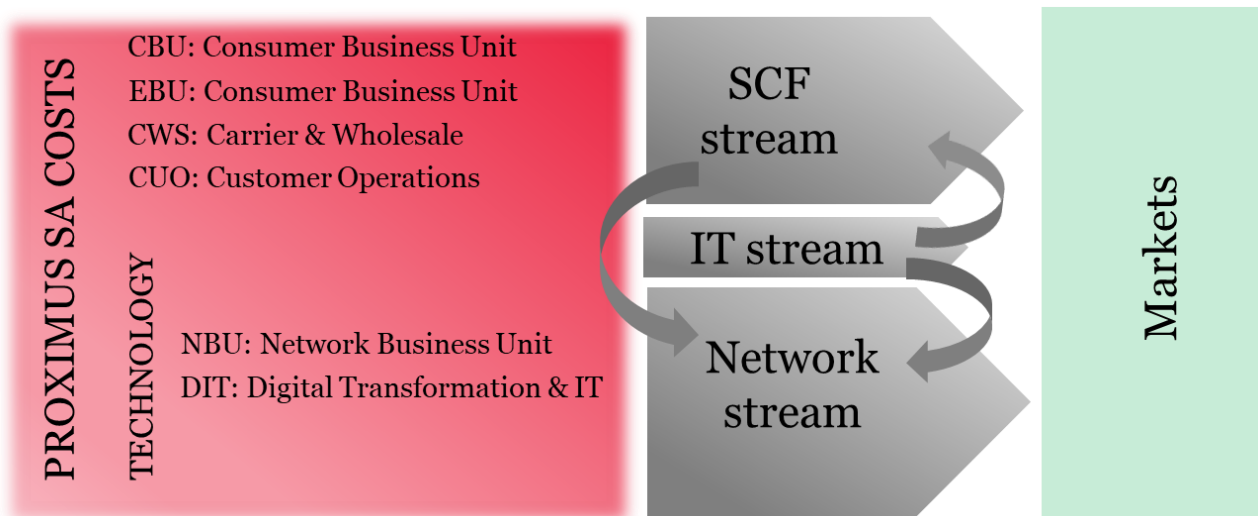 PROXIMUS SA COSTS
CBU: Consumer Business Unit
EBU: Consumer Business Unit
CWS: Carrier & Wholesale
CUO: Customer Operations
TECHNOLOGY
NBU: Network Business Unit
DIT: Digital Transformation & IT
SCF
stream
IT stream
Network
stream
Markets